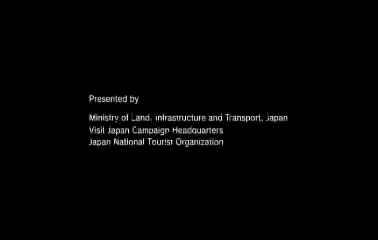 Presented by
Ministry of Land, Infrastructure and Transport, Japan
Visit Japan Campaign Headquarters
Japan National Tourist Organization